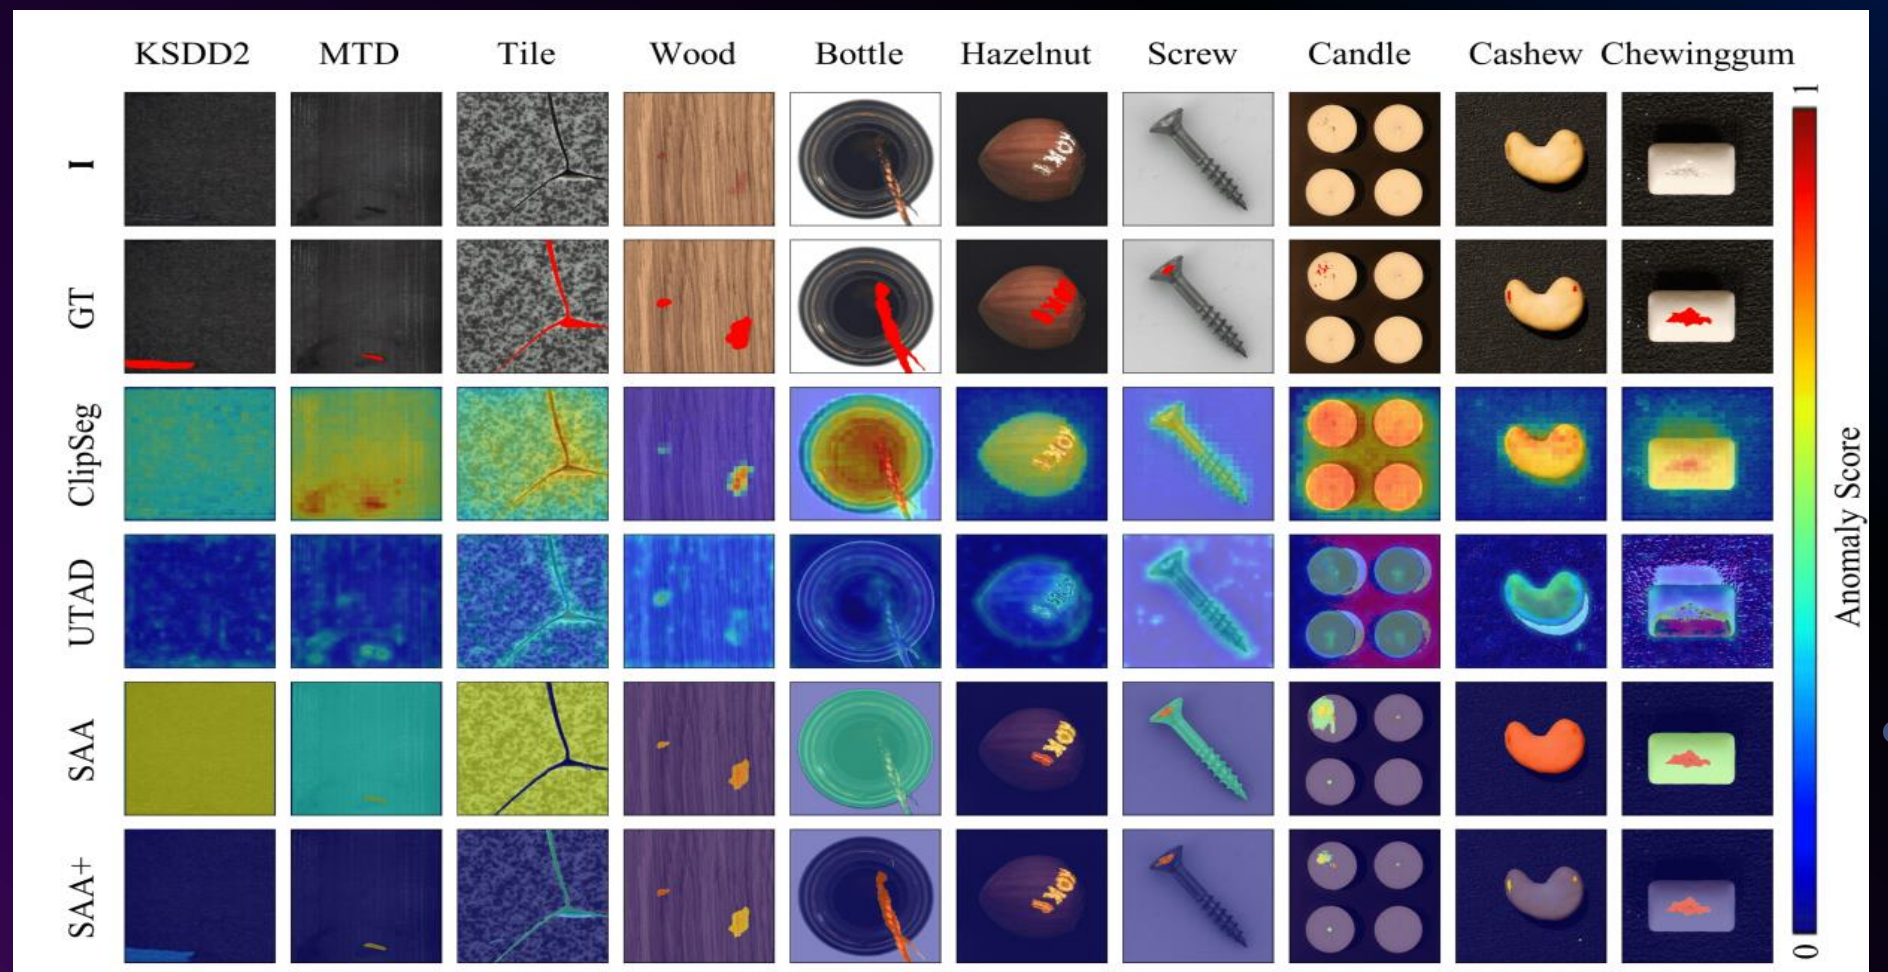 KSDD2 MTD Tile Wood Bottle Hazelnut Screw Candle Cashew Chewinggum
I
GT
ClipSeg
UTAD
SAA
SAA+
1
Anomaly Score
0